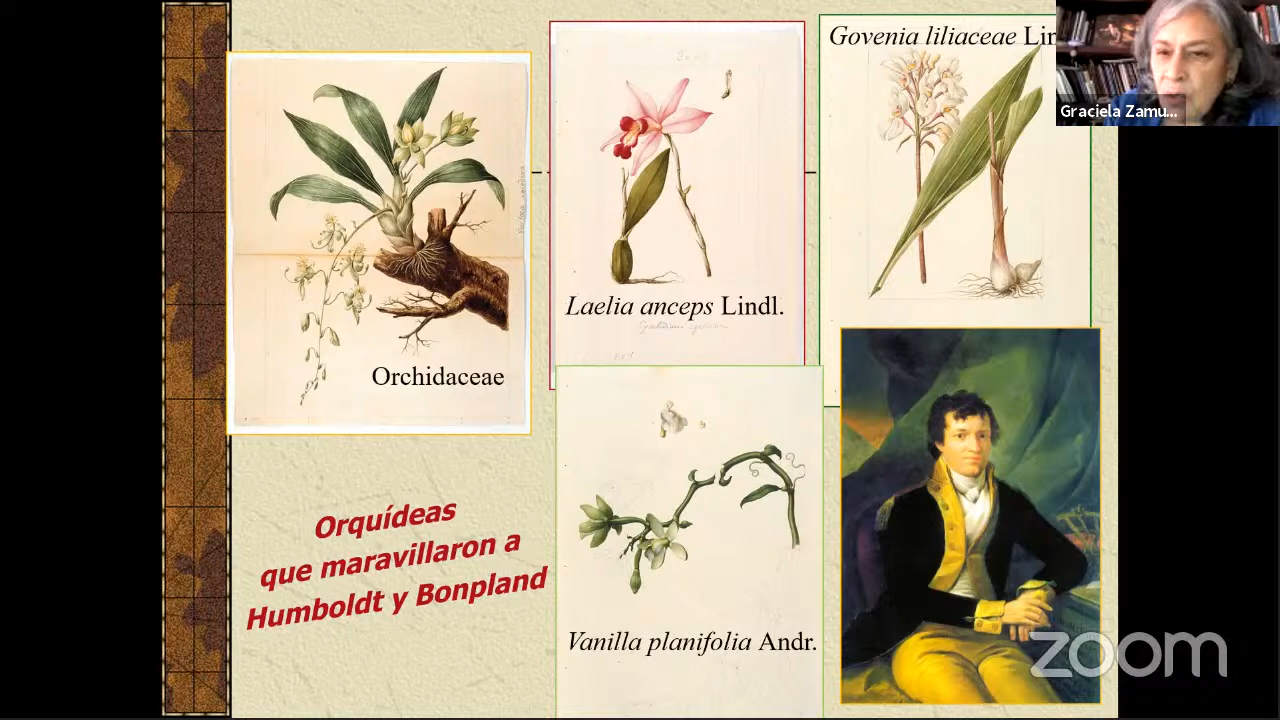 Govenia liliaceae Lin
Graciela Zamu...
Laelia anceps Lindl.
Orchidaceae
Orquídeas
que maravillaron a
Humboldt y Bonpland
Vanilla planifolia Andr.
zoom